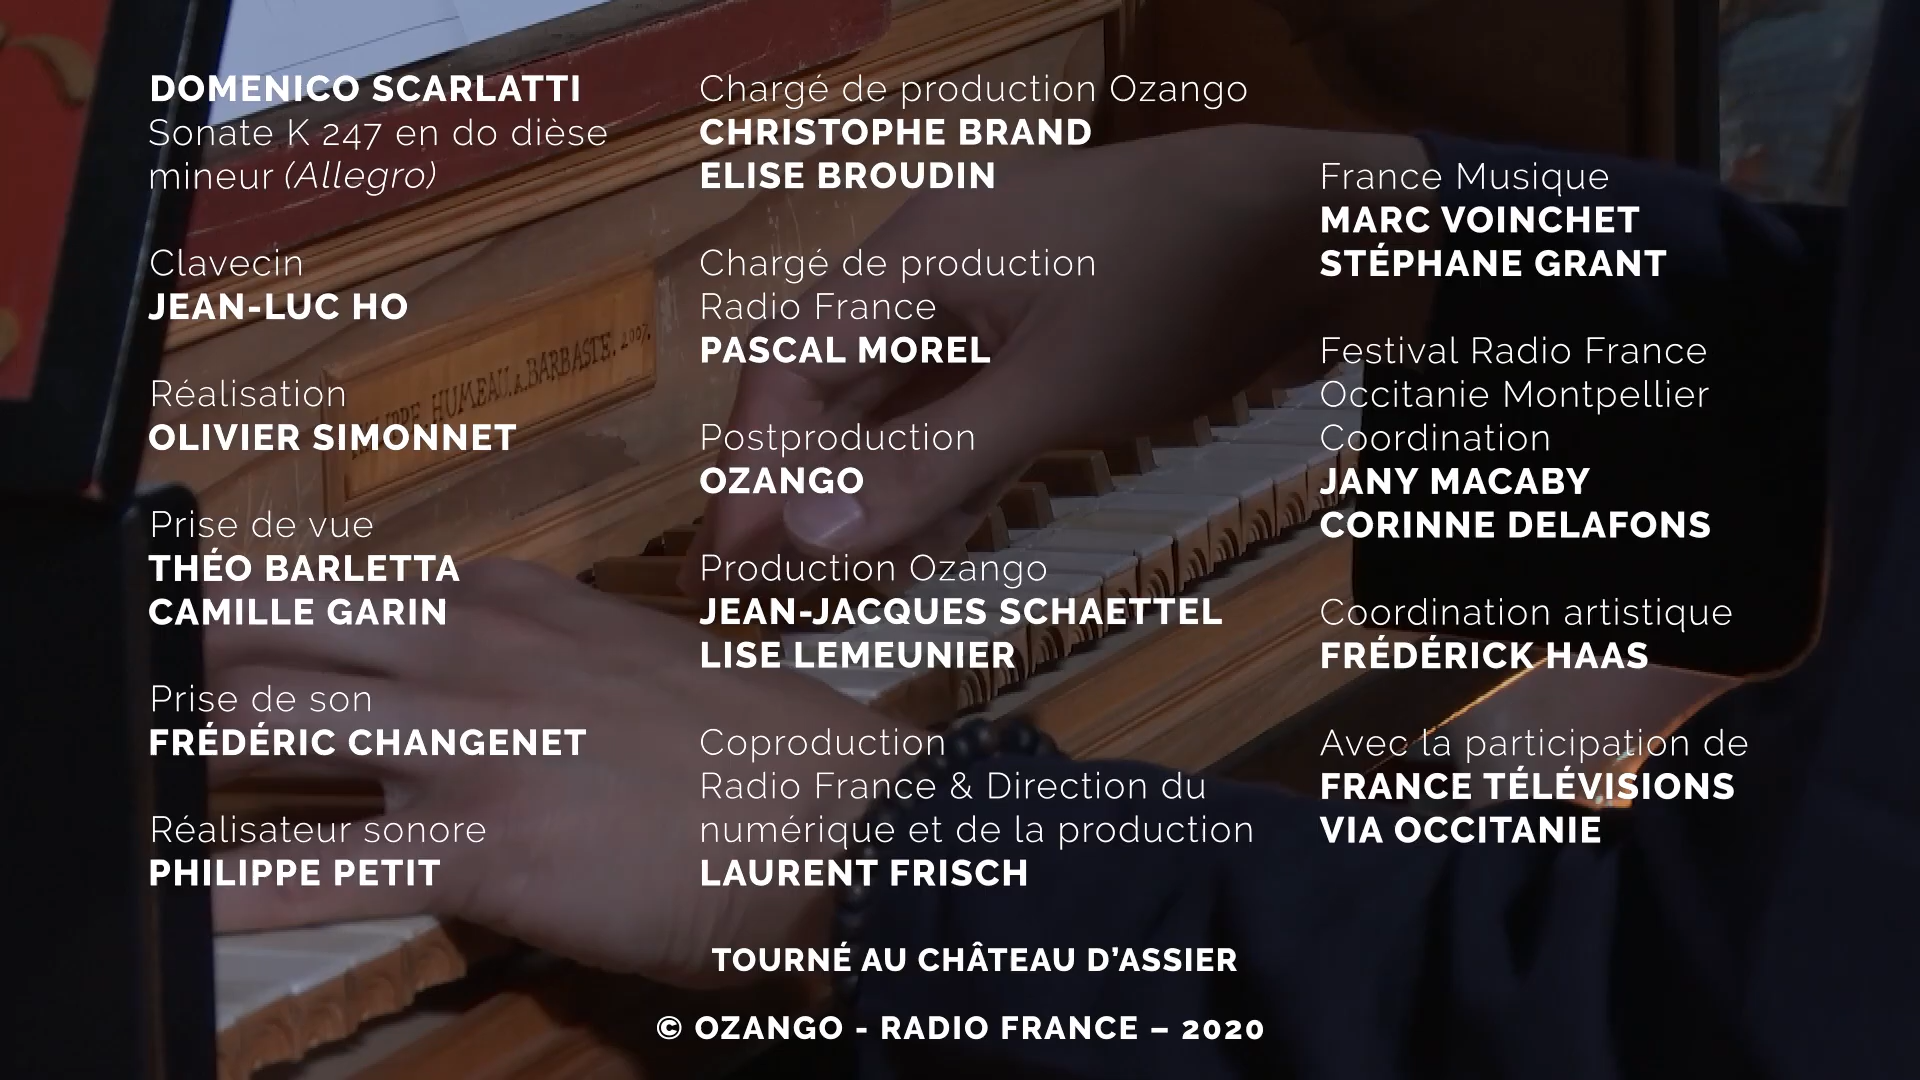 DOMENICO SCARLATTI
Sonate K 247 en do dièse
mineur (Allegro)
Clavecin
JEAN-LUC HO
Réalisation
OLIVIER SIMONNET
Prise de vue
THÉO BARLETTA
CAMILLE GARIN
Prise de son
FRÉDÉRIC CHANGENET
Réalisateur sonore
PHILIPPE PETIT
Chargé de production Ozango
CHRISTOPHE BRAND
ELISE BROUDIN
Chargé de production
Radio France
PASCAL MOREL
Postproduction
OZANGO
Production Ozango
JEAN-JACQUES SCHAETTEL
LISE LEMEUNIER
Coproduction
Radio France & Direction du
numérique et de la production
LAURENT FRISCH
France Musique
MARC VOINCHET
STÉPHANE GRANT
Festival Radio France
Occitanie Montpellier
Coordination
JANY MACABY
CORINNE DELAFONS
Coordination artistique
FRÉDÉRICK HAAS
Avec la participation de
FRANCE TÉLÉVISIONS
VIA OCCITANIE
TOURNÉ AU CHÂTEAU D’ASSIER
© OZANGO - RADIO FRANCE – 2020
HUMEAU. A. BARBASTE. 2007.